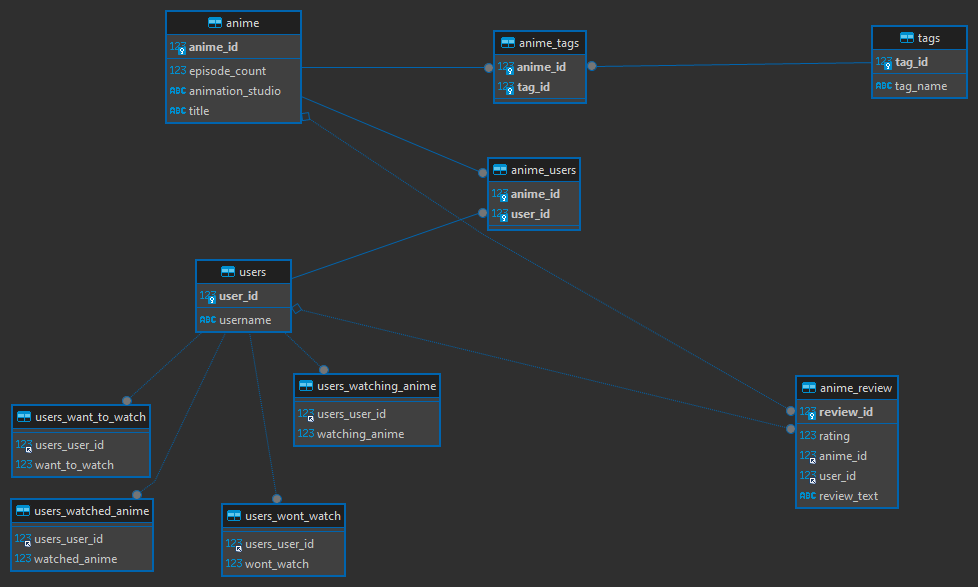 anime
123 anime_id
123 episode_count
ABC animation_studio
ABC title
anime_tags
123 anime_id
123 tag_id
tags
123 tag_id
ABC tag_name
anime_users
123 anime_id
123 user_id
users
123 user_id
ABC username
users_want_to_watch
123 users_user_id
123 want_to_watch
users_watching_anime
123 users_user_id
123 watching_anime
anime_review
123 review_id
123 rating
123 anime_id
123 user_id
ABC review_text
users_watched_anime
123 users_user_id
123 watched_anime
users_wont_watch
123 users_user_id
123 wont_watch